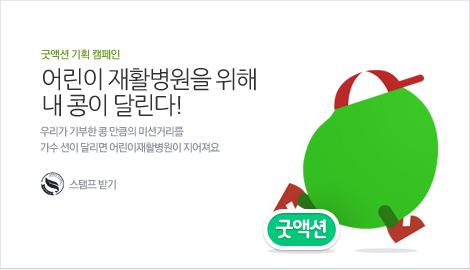 굿액션 기획 캠페인
어린이 재활병원을 위해
내 콩이 달린다!
우리가 기부한 콩 만큼의 미션거리를
가수 션이 달리면 어린이재활병원이 지어져요
스탬프 받기
굿액션